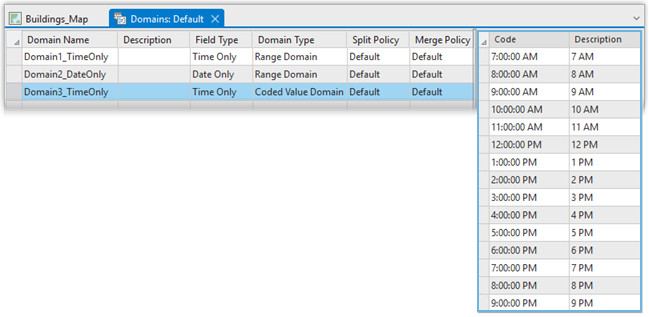 Buildings_Map Domains: Default
Domain Name Description Field Type Domain Type Split Policy Merge Policy
Domain1_TimeOnly Time Only Range Domain Default Default
Domain2_DateOnly Date Only Range Domain Default Default
Domain3_TimeOnly Time Only Coded Value Domain Default Default
Code Description
7:00:00 AM 7 AM
8:00:00 AM 8 AM
9:00:00 AM 9 AM
10:00:00 AM 10 AM
11:00:00 AM 11 AM
12:00:00 PM 12 PM
1:00:00 PM 1 PM
2:00:00 PM 2 PM
3:00:00 PM 3 PM
4:00:00 PM 4 PM
5:00:00 PM 5 PM
6:00:00 PM 6 PM
7:00:00 PM 7 PM
8:00:00 PM 8 PM
9:00:00 PM 9 PM